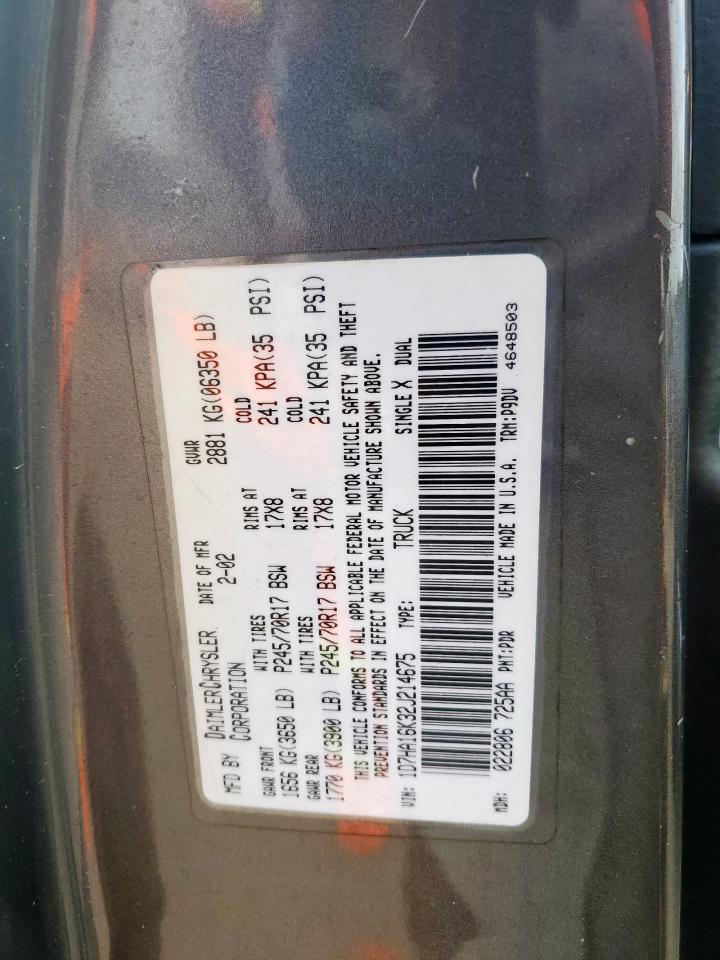 MFD BY DAIMLERCHRYSLER CORPORATION DATE OF MFR 2-02 GVWR 2881 KG(06350 LB)
GAWR FRONT WITH TIRES RIMS AT COLD
1656 KG(3650 LB) P245/70R17 BSW 17X8 241 KPA(35 PSI)
GAWR REAR WITH TIRES RIMS AT COLD
1770 KG(3900 LB) P245/70R17 BSW 17X8 241 KPA(35 PSI)
THIS VEHICLE CONFORMS TO ALL APPLICABLE FEDERAL MOTOR VEHICLE SAFETY AND THEFT
PREVENTION STANDARDS IN EFFECT ON THE DATE OF MANUFACTURE SHOWN ABOVE.
VIN: 1D7HA16K32J214675 TYPE: TRUCK SINGLE X DUAL
MDH: 022806 725AA PNT:PDR VEHICLE MADE IN U.S.A. TRM:P9DV 4648503